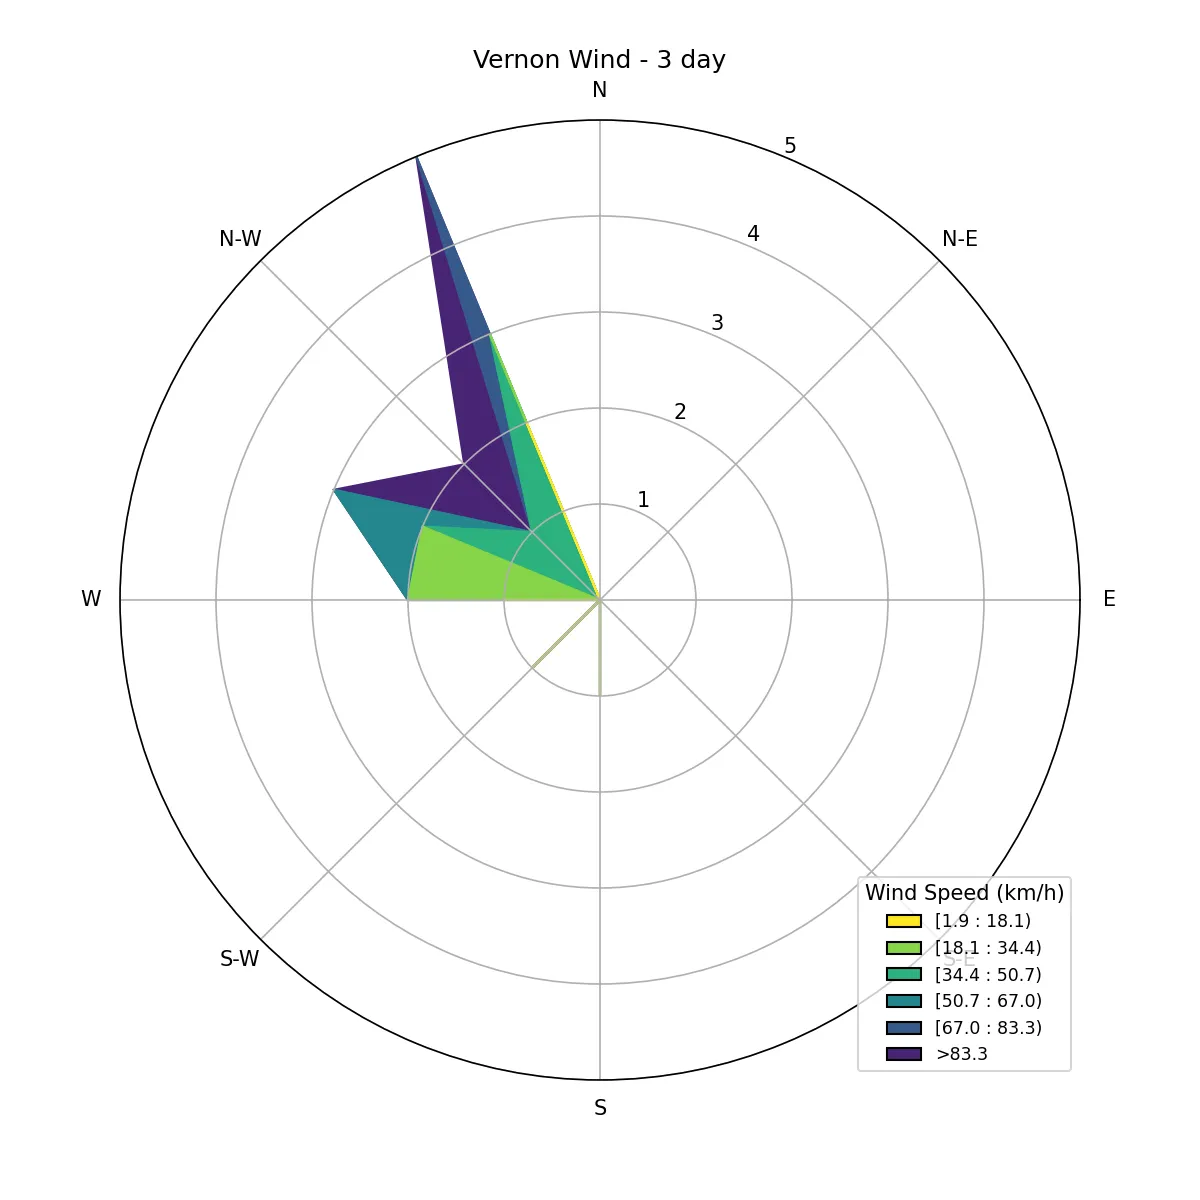 Vernon Wind - 3 day
N
5
N-W
N-E
4
3
2
1
W
E
Wind Speed (km/h)
[1.9 : 18.1)
[18.1 : 34.4)
S-W
S-E
[34.4 : 50.7)
[50.7 : 67.0)
[67.0 : 83.3)
>83.3
S